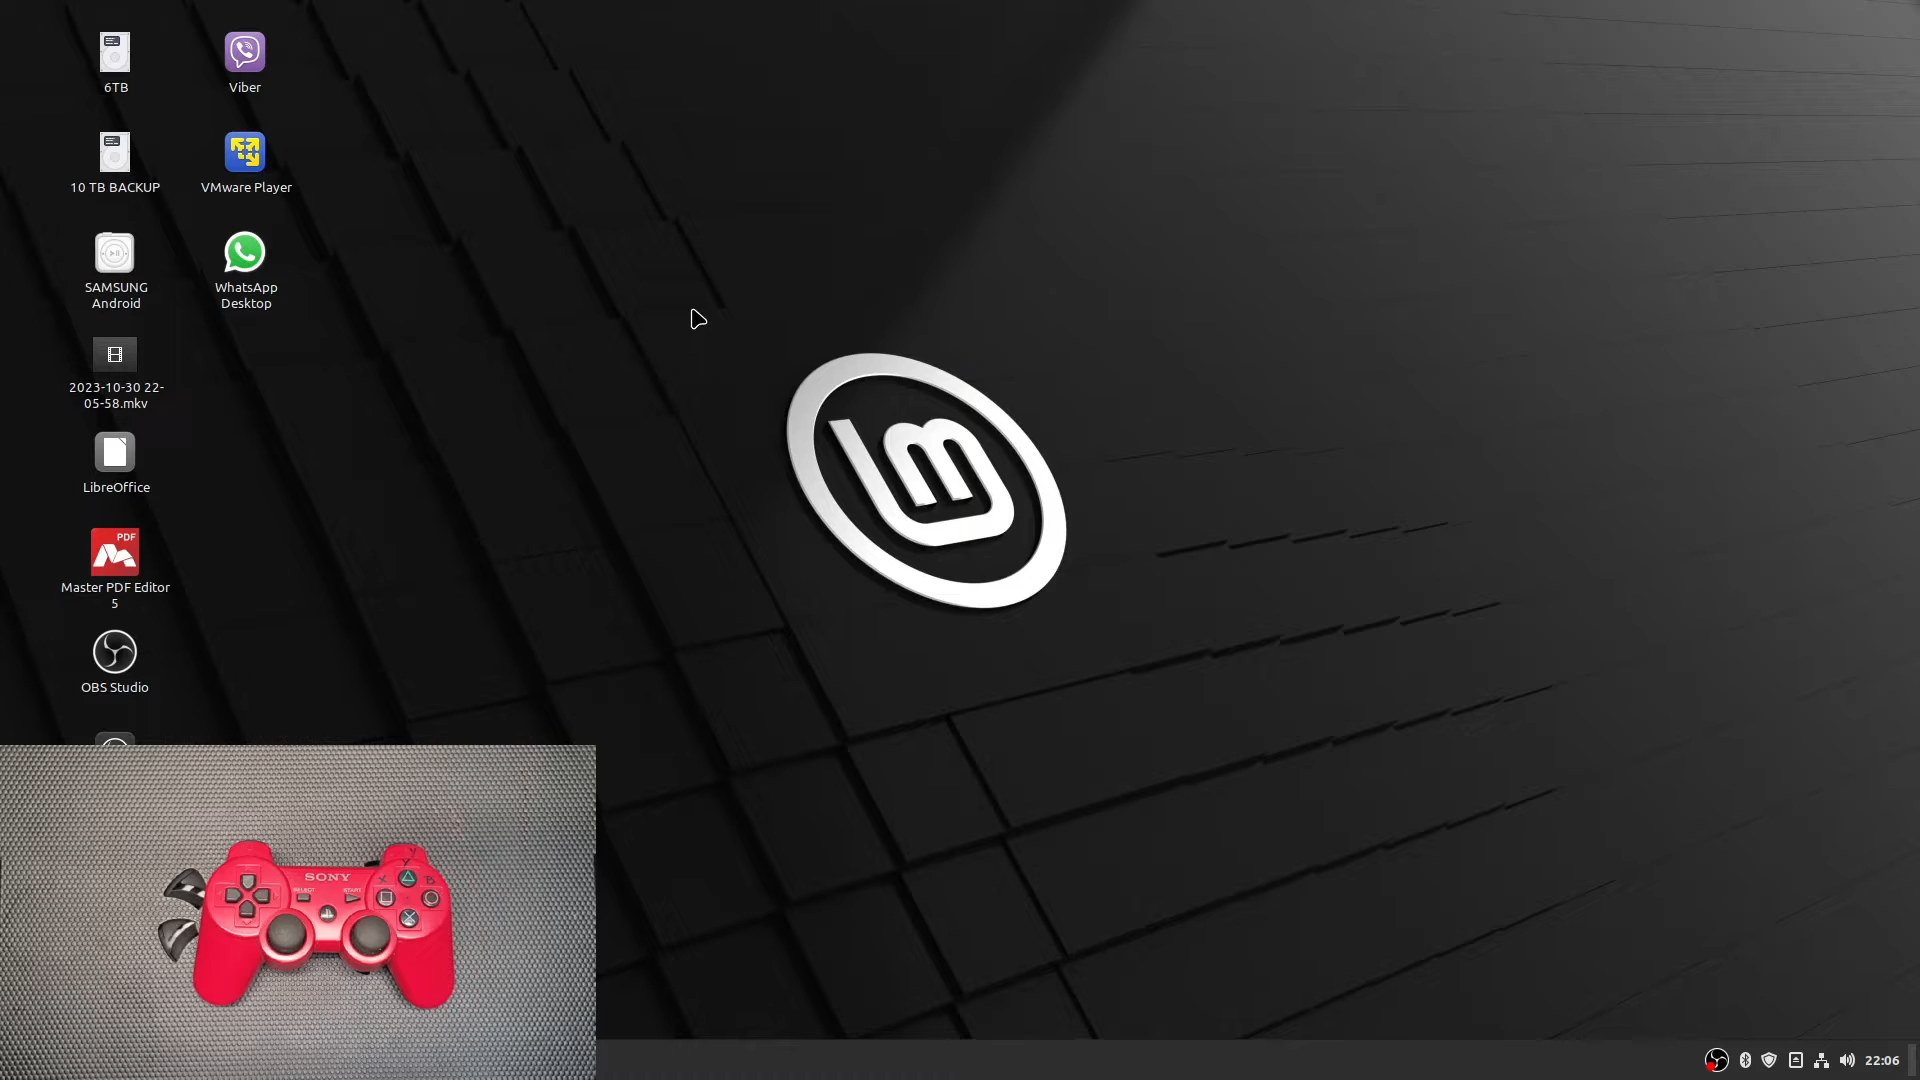 6TB
Viber
10 TB BACKUP
VMware Player
SAMSUNG
Android
WhatsApp
Desktop
2023-10-30 22-
05-58.mkv
LibreOffice
PDF
Master PDF Editor
5
OBS Studio
SONY
SELECT
START
X
Y
Y
B
22:06